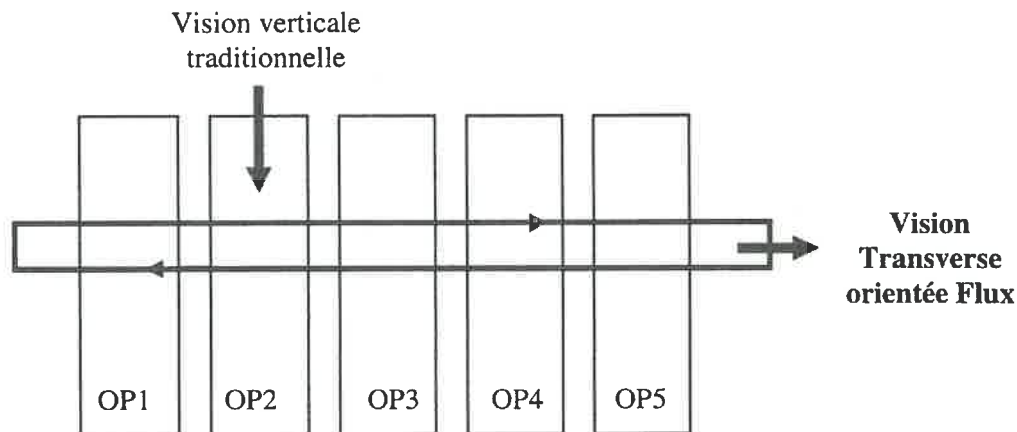 Vision verticale
traditionnelle
Vision
Transverse
orientée Flux
OP1 OP2 OP3 OP4 OP5